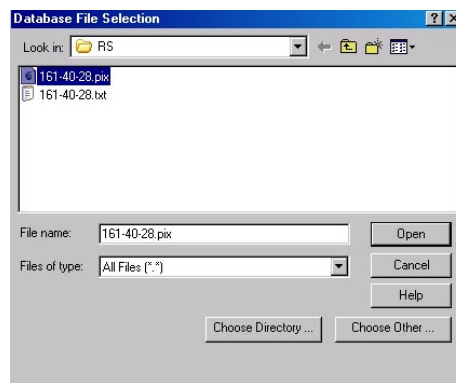 Database File Selection
Look in: RS
161-40-28.pix
161-40-28.txt
File name: 161-40-28.pix Open
Files of type: All Files (*.*) Cancel
Help
Choose Directory ... Choose Other ...